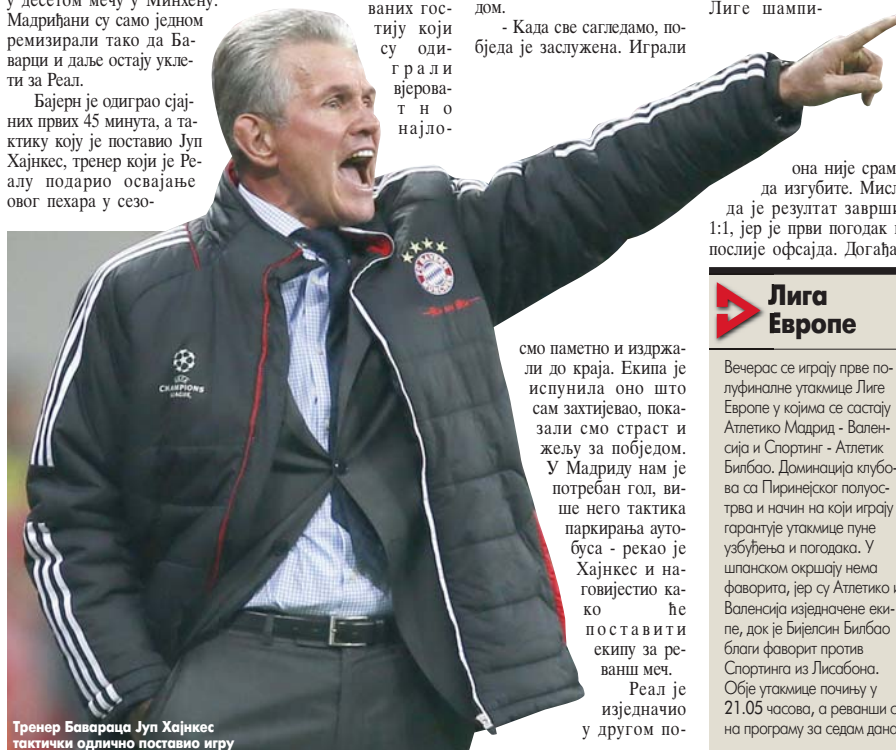 у десетом мечу у Минхену.
Мадриђани су само једном
ремизирали тако да Ба-
варци и даље остају укле-
ти за Реал.
Бајерн је одиграо сјај-
них првих 45 минута, а та-
ктику коју је поставио Јуп
Хајнкес, тренер који је Ре-
алу подарио освајање
овог пехара у сезо-
ваних гос-
тију који
су оди-
грали
вјерова-
тно
најло-
дом.
- Када све сагледамо, по-
бједа је заслужена. Играли
смо паметно и издржа-
ли до краја. Екипа је
испунила оно што
сам захтијевао, пока-
зали смо страст и
жељу за побједом.
У Мадриду нам је
потребан гол, ви-
ше него тактика
паркирања ауто-
буса - рекао је
Хајнкес и на-
говијестио ка-
ко ће
поставити
екипу за ре-
ванш меч.
Реал је
изједначио
у другом по-
Лиге шампи-
она није срам
да изгубите.
да је резултат
1:1, јер је први погодак
послије офсајда.
UEFA
CHAMPIONS
LEAGUE
Тренер Бавараца Јуп Хајнкес
тактички одлично поставио игру
Лига
Европе
Вечерас се играју прве по-
луфиналне утакмице Лиге
Европе у којима се састају
Атлетико Мадрид - Вален-
сија и Спортинг - Атлетик
Билбао. Доминација клубо-
ва са Пиринејског полуос-
трва и начин на који играју
гарантује утакмице пуне
узбуђења и погодака. У
шпанском окршају нема
фаворита, јер су Атлетико и
Валенсија изједначене еки-
пе, док је Бијелсин Билбао
благи фаворит против
Спортинга из Лисабона.
Обје утакмице почињу у
21.05 часова, а реванши
на програму за седам дана